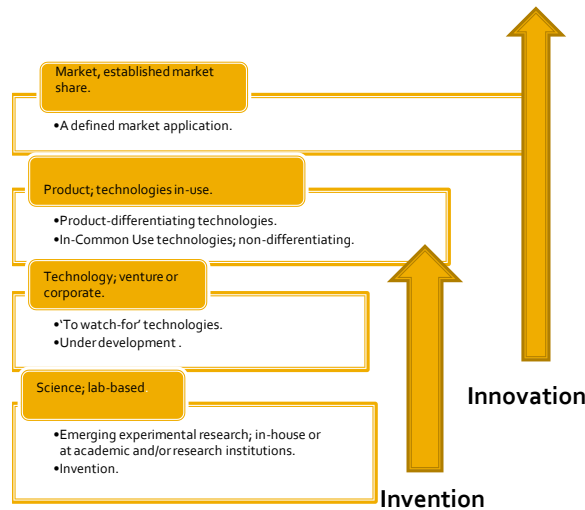 Market, established market
share.
•A defined market application.
Product; technologies in-use.
•Product-differentiating technologies.
•In-Common Use technologies; non-differentiating.
Technology; venture or
corporate.
•‘To watch-for’ technologies.
•Under development .
Science; lab-based
•Emerging experimental research; in-house or
at academic and/or research institutions.
•Invention.
Innovation
Invention